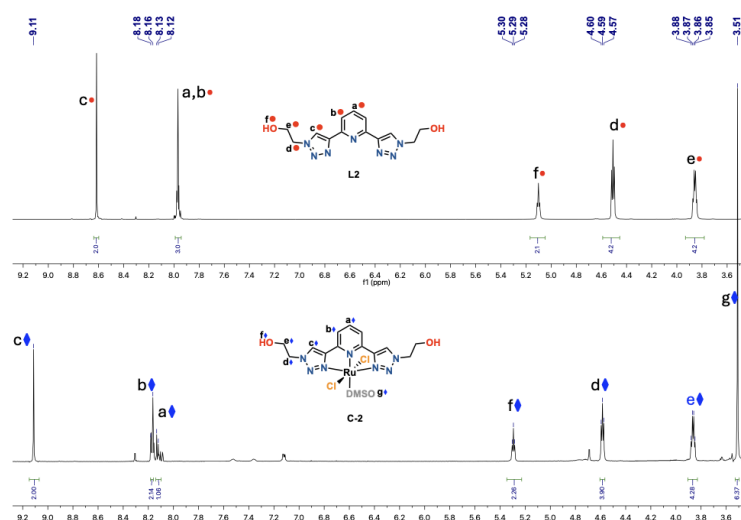 9.11
8.18
8.16
8.13
8.12
5.30
5.29
5.28
4.60
4.59
4.57
3.88
3.87
3.86
3.85
3.51
c
a,b
f
d
e
a
b
f
HO
e
c
d
N
N
N
N
N
N
N
OH
L2
2.0
3.0
2.1
4.2
4.2
9.2 9.0 8.8 8.6 8.4 8.2 8.0 7.8 7.6 7.4 7.2 7.0 6.8 6.6 6.4 6.2 6.0 5.8 5.6 5.4 5.2 5.0 4.8 4.6 4.4 4.2 4.0 3.8 3.6
f1 (ppm)
g
c
b
a
f
d
e
a
b
f
HO
e
c
d
N
N
N
N
N
N
N
OH
Cl
Ru
Cl
DMSO g
C-2
2.00
2.14
1.06
2.26
3.90
4.28
6.37
9.2 9.0 8.8 8.6 8.4 8.2 8.0 7.8 7.6 7.4 7.2 7.0 6.8 6.6 6.4 6.2 6.0 5.8 5.6 5.4 5.2 5.0 4.8 4.6 4.4 4.2 4.0 3.8 3.6